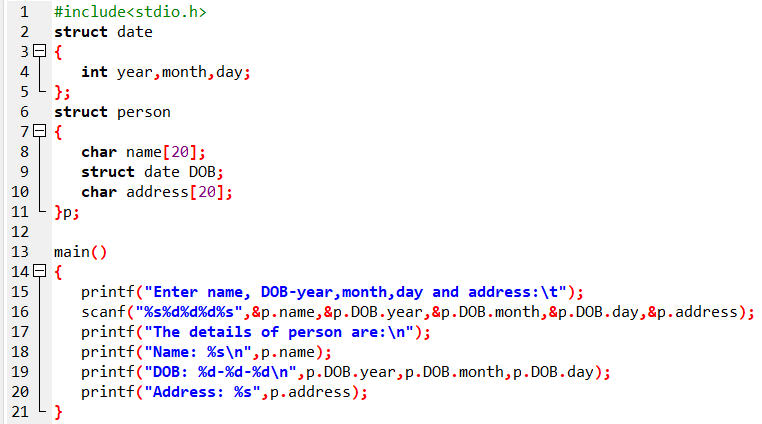 1 #include<stdio.h>
2 struct date
3 {
4 int year,month,day;
5 };
6 struct person
7 {
8 char name[20];
9 struct date DOB;
10 char address[20];
11 }p;
12
13 main()
14 {
15 printf("Enter name, DOB-year,month,day and address:\t");
16 scanf("%s%d%d%d%s",&p.name,&p.DOB.year,&p.DOB.month,&p.DOB.day,&p.address);
17 printf("The details of person are:\n");
18 printf("Name: %s\n",p.name);
19 printf("DOB: %d-%d-%d\n",p.DOB.year,p.DOB.month,p.DOB.day);
20 printf("Address: %s",p.address);
21 }